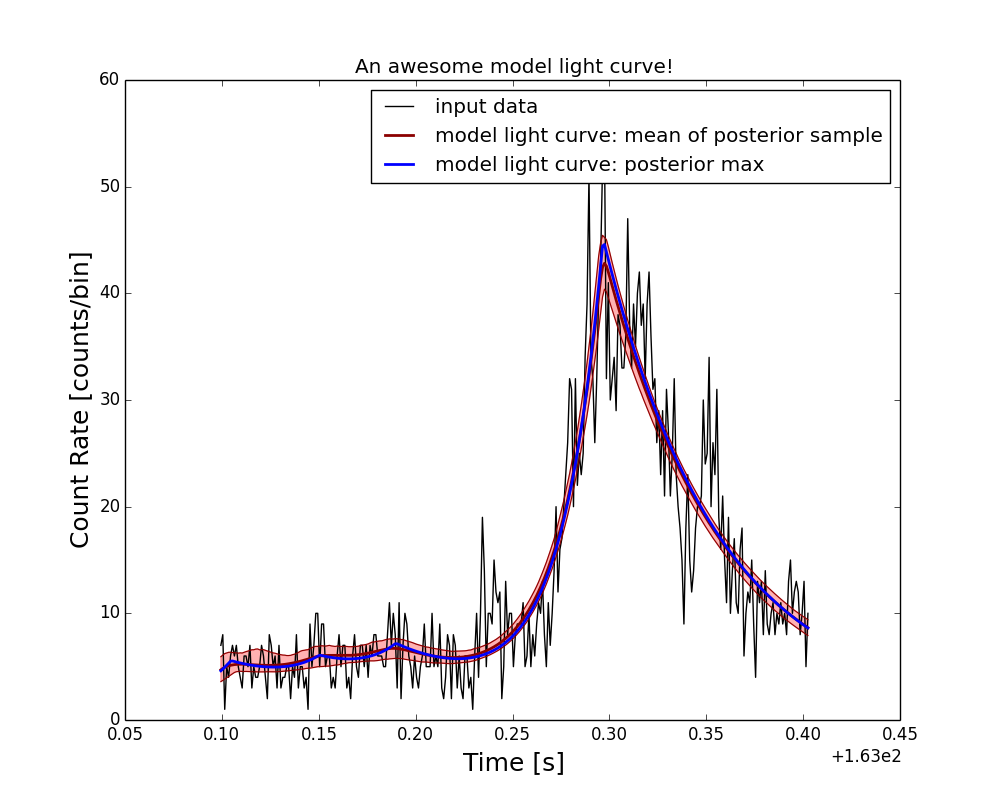 An awesome model light curve!
input data
model light curve: mean of posterior sample
model light curve: posterior max
Count Rate [counts/bin]
60
50
40
30
20
10
0
0.05 0.10 0.15 0.20 0.25 0.30 0.35 0.40 0.45
+1.63e2
Time [s]